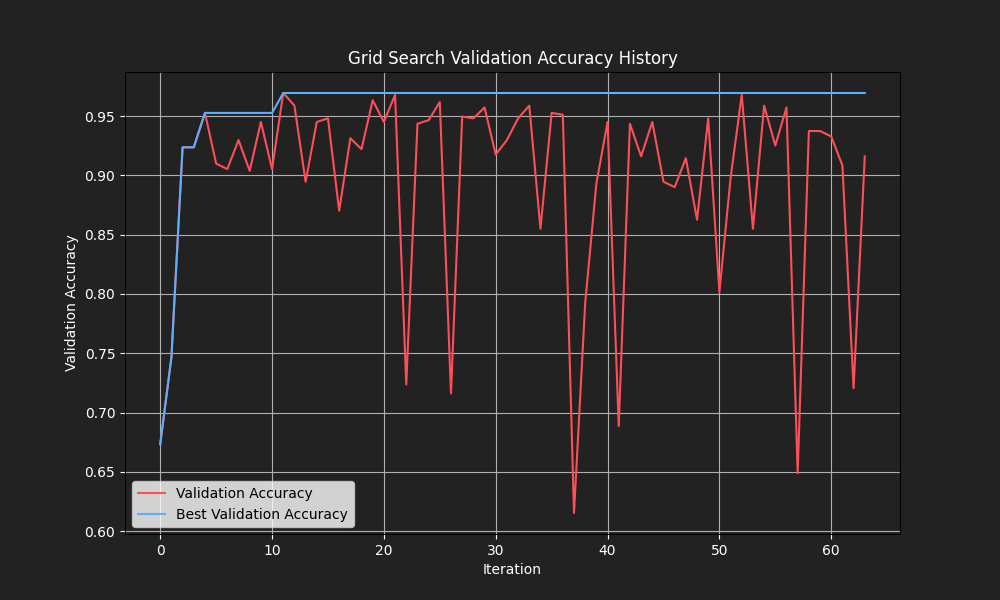 Grid Search Validation Accuracy History
Validation Accuracy
0.95
0.90
0.85
0.80
0.75
0.70
0.65
0.60
Validation Accuracy
Best Validation Accuracy
0 10 20 30 40 50 60
Iteration